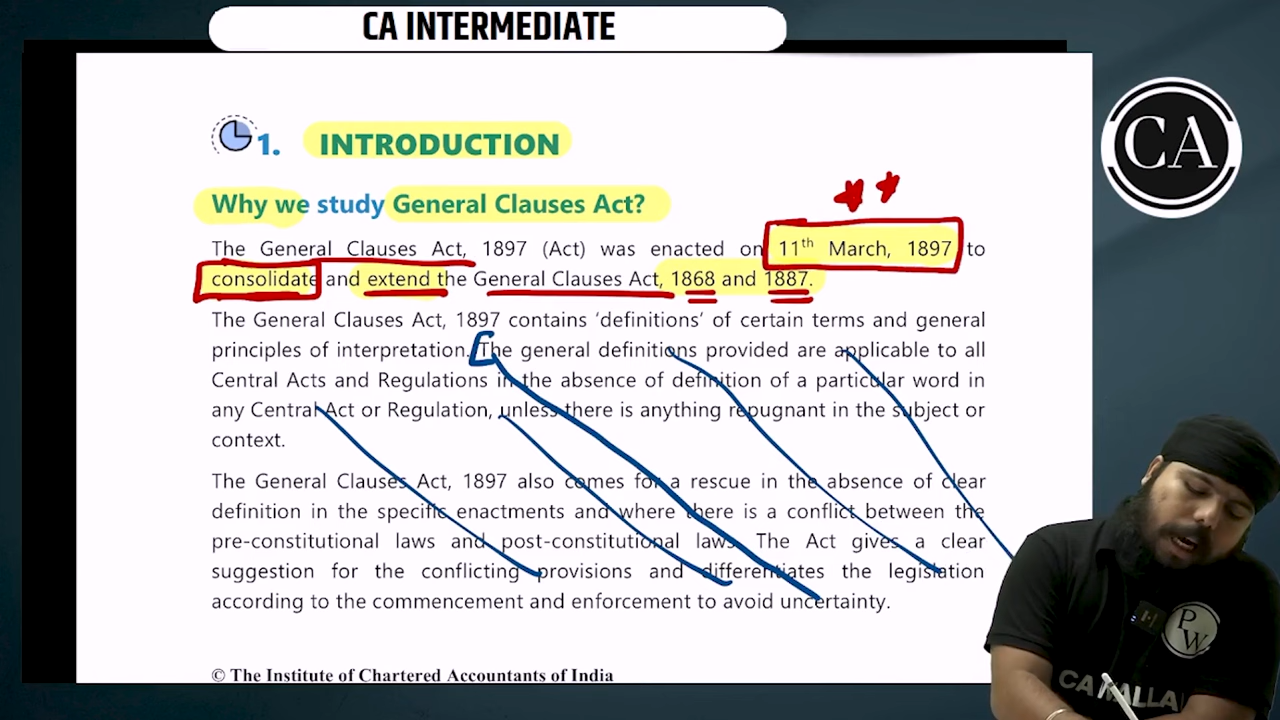 CA INTERMEDIATE
CA
1. INTRODUCTION
Why we study General Clauses Act?
The General Clauses Act, 1897 (Act) was enacted on 11th March, 1897 to
consolidate and extend the General Clauses Act, 1868 and 1887.
The General Clauses Act, 1897 contains ‘definitions’ of certain terms and general
principles of interpretation. The general definitions provided are applicable to all
Central Acts and Regulations in the absence of definition of a particular word in
any Central Act or Regulation, unless there is anything repugnant in the subject or
context.
The General Clauses Act, 1897 also comes for a rescue in the absence of clear
definition in the specific enactments and where there is a conflict between the
pre-constitutional laws and post-constitutional laws. The Act gives a clear
suggestion for the conflicting provisions and differentiates the legislation
according to the commencement and enforcement to avoid uncertainty.
© The Institute of Chartered Accountants of India
PW
CA WALLA